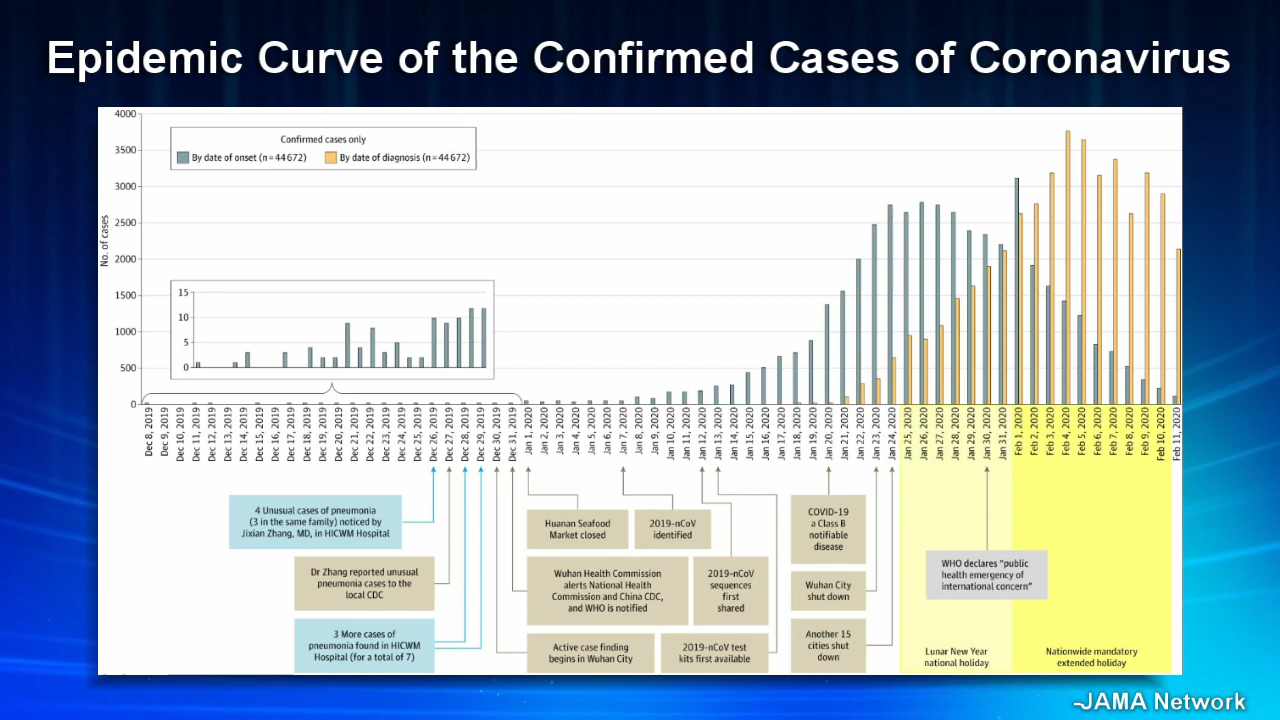 Epidemic Curve of the Confirmed Cases of Coronavirus
4000
3500
3000
2500
2000
1500
1000
500
0
No. of cases
Confirmed cases only
By date of onset (n=44672)
By date of diagnosis (n=44672)
15
10
5
0
Dec 8, 2019
Dec 9, 2019
Dec 10, 2019
Dec 11, 2019
Dec 12, 2019
Dec 13, 2019
Dec 14, 2019
Dec 15, 2019
Dec 16, 2019
Dec 17, 2019
Dec 18, 2019
Dec 19, 2019
Dec 20, 2019
Dec 21, 2019
Dec 22, 2019
Dec 23, 2019
Dec 24, 2019
Dec 25, 2019
Dec 26, 2019
Dec 27, 2019
Dec 28, 2019
Dec 29, 2019
Dec 30, 2019
Dec 31, 2019
Jan 1, 2020
Jan 2, 2020
Jan 3, 2020
Jan 4, 2020
Jan 5, 2020
Jan 6, 2020
Jan 7, 2020
Jan 8, 2020
Jan 9, 2020
Jan 10, 2020
Jan 11, 2020
Jan 12, 2020
Jan 13, 2020
Jan 14, 2020
Jan 15, 2020
Jan 16, 2020
Jan 17, 2020
Jan 18, 2020
Jan 19, 2020
Jan 20, 2020
Jan 21, 2020
Jan 22, 2020
Jan 23, 2020
Jan 24, 2020
Jan 25, 2020
Jan 26, 2020
Jan 27, 2020
Jan 28, 2020
Jan 29, 2020
Jan 30, 2020
Jan 31, 2020
Feb 1, 2020
Feb 2, 2020
Feb 3, 2020
Feb 4, 2020
Feb 5, 2020
Feb 6, 2020
Feb 7, 2020
Feb 8, 2020
Feb 9, 2020
Feb 10, 2020
Feb 11, 2020
4 Unusual cases of pneumonia
(3 in the same family) noticed by
Jixian Zhang, MD, in HICWM Hospital
Dr Zhang reported unusual
pneumonia cases to the
local CDC
3 More cases of
pneumonia found in HICWM
Hospital (for a total of 7)
Huanan Seafood
Market closed
2019-nCoV
identified
Wuhan Health Commission
alerts National Health
Commission and China CDC,
and WHO is notified
2019-nCoV
sequences
first
shared
Active case finding
begins in Wuhan City
2019-nCoV test
kits first available
COVID-19
a Class B
notifiable
disease
Wuhan City
shut down
Another 15
cities shut
down
WHO declares "public
health emergency of
international concern"
Lunar New Year
national holiday
Nationwide mandatory
extended holiday
-JAMA Network